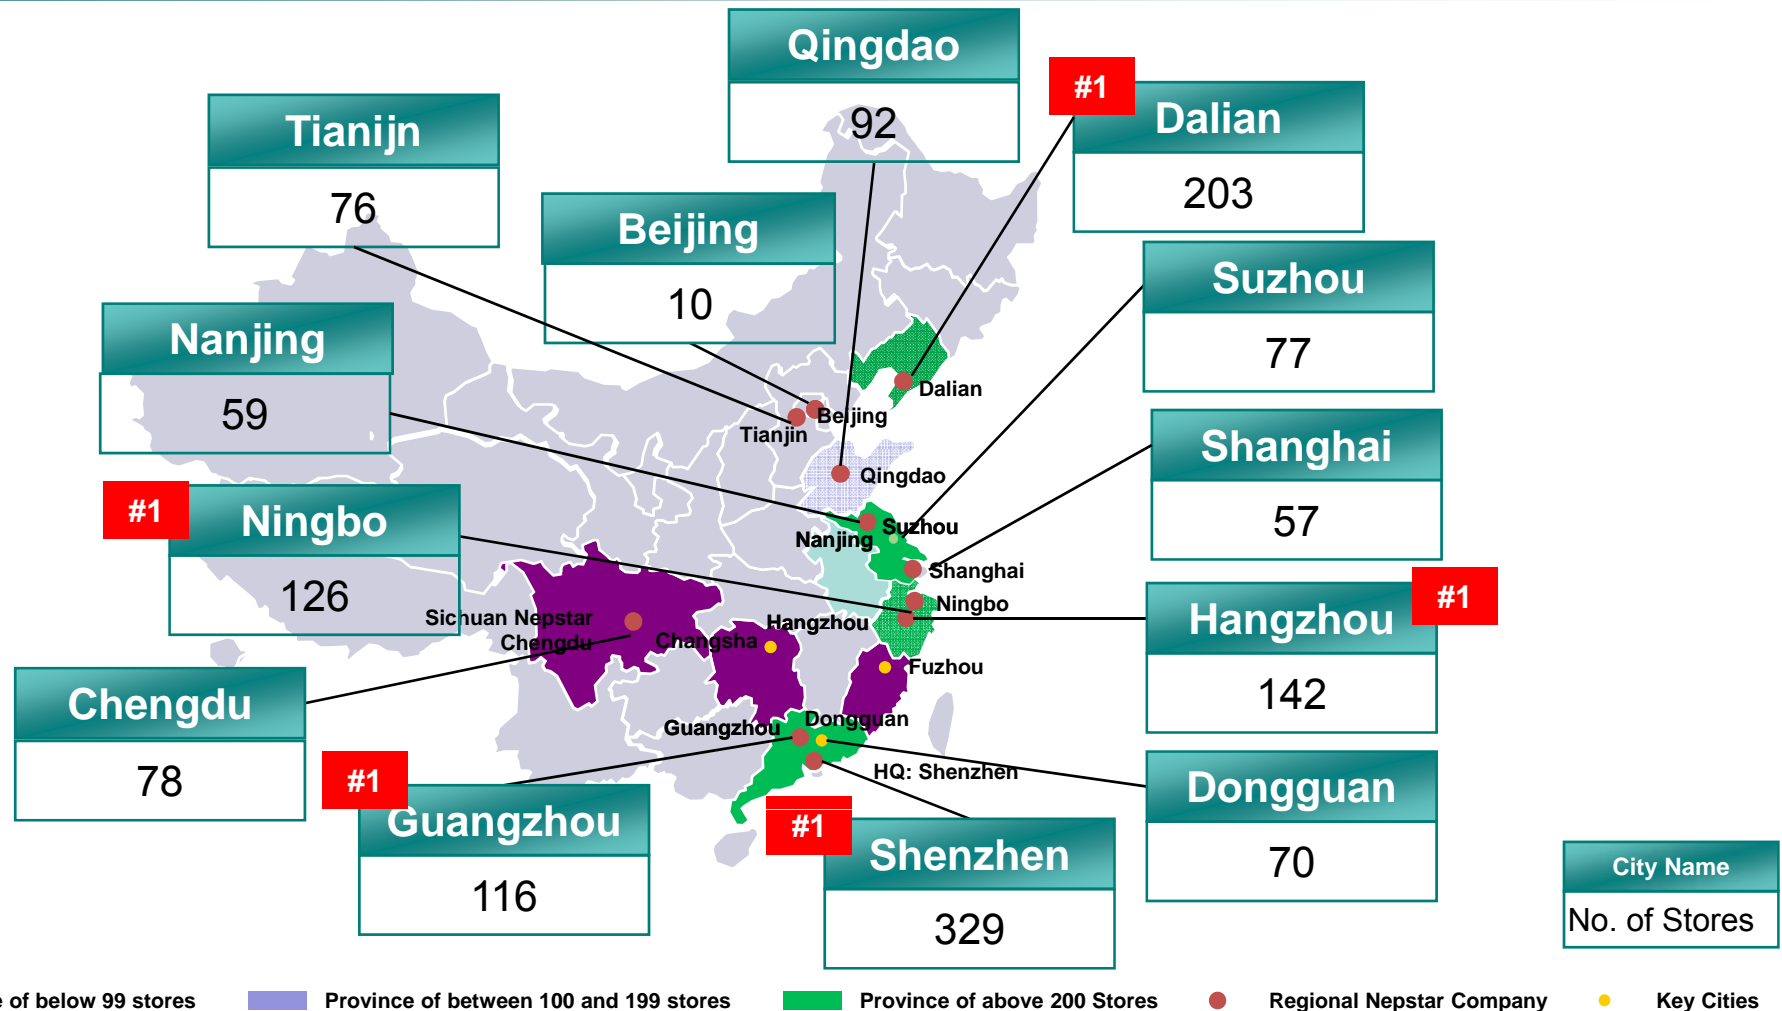 Qingdao
92
#1
Dalian
203
Tianijn
76
Beijing
10
Suzhou
77
Nanjing
59
Shanghai
57
#1
Ningbo
126
Hangzhou
#1
142
Chengdu
78
#1
Guangzhou
116
#1
Shenzhen
329
Dongguan
70
City Name
No. of Stores
Dalian
Beijing
Tianjin
Qingdao
Suzhou
Nanjing
Shanghai
Ningbo
Sichuan Nepstar
Chengdu
Changsha
Hangzhou
Fuzhou
Dongguan
Guangzhou
HQ: Shenzhen
of below 99 stores
Province of between 100 and 199 stores
Province of above 200 Stores
Regional Nepstar Company
Key Cities